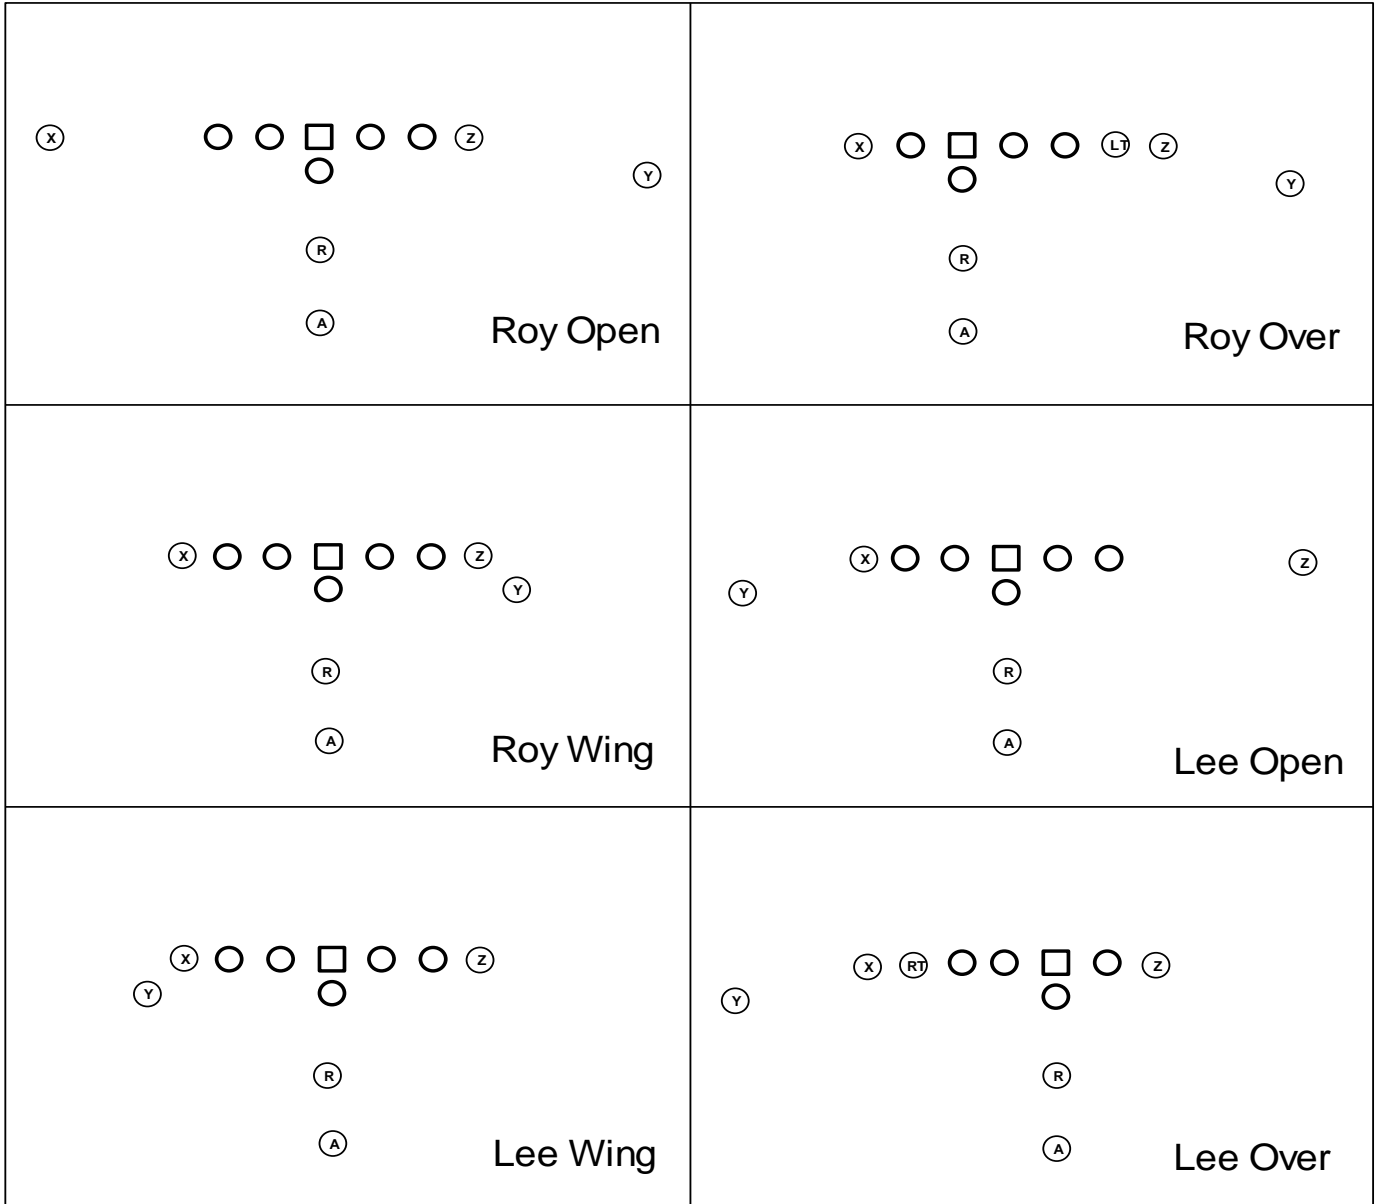 X Z
Y
R
A
Roy Open
X LT Z
Y
R
A
Roy Over
X Z
Y
R
A
Roy Wing
X Z
Y
R
A
Lee Open
X Z
Y
R
A
Lee Wing
X RT Z
Y
R
A
Lee Over